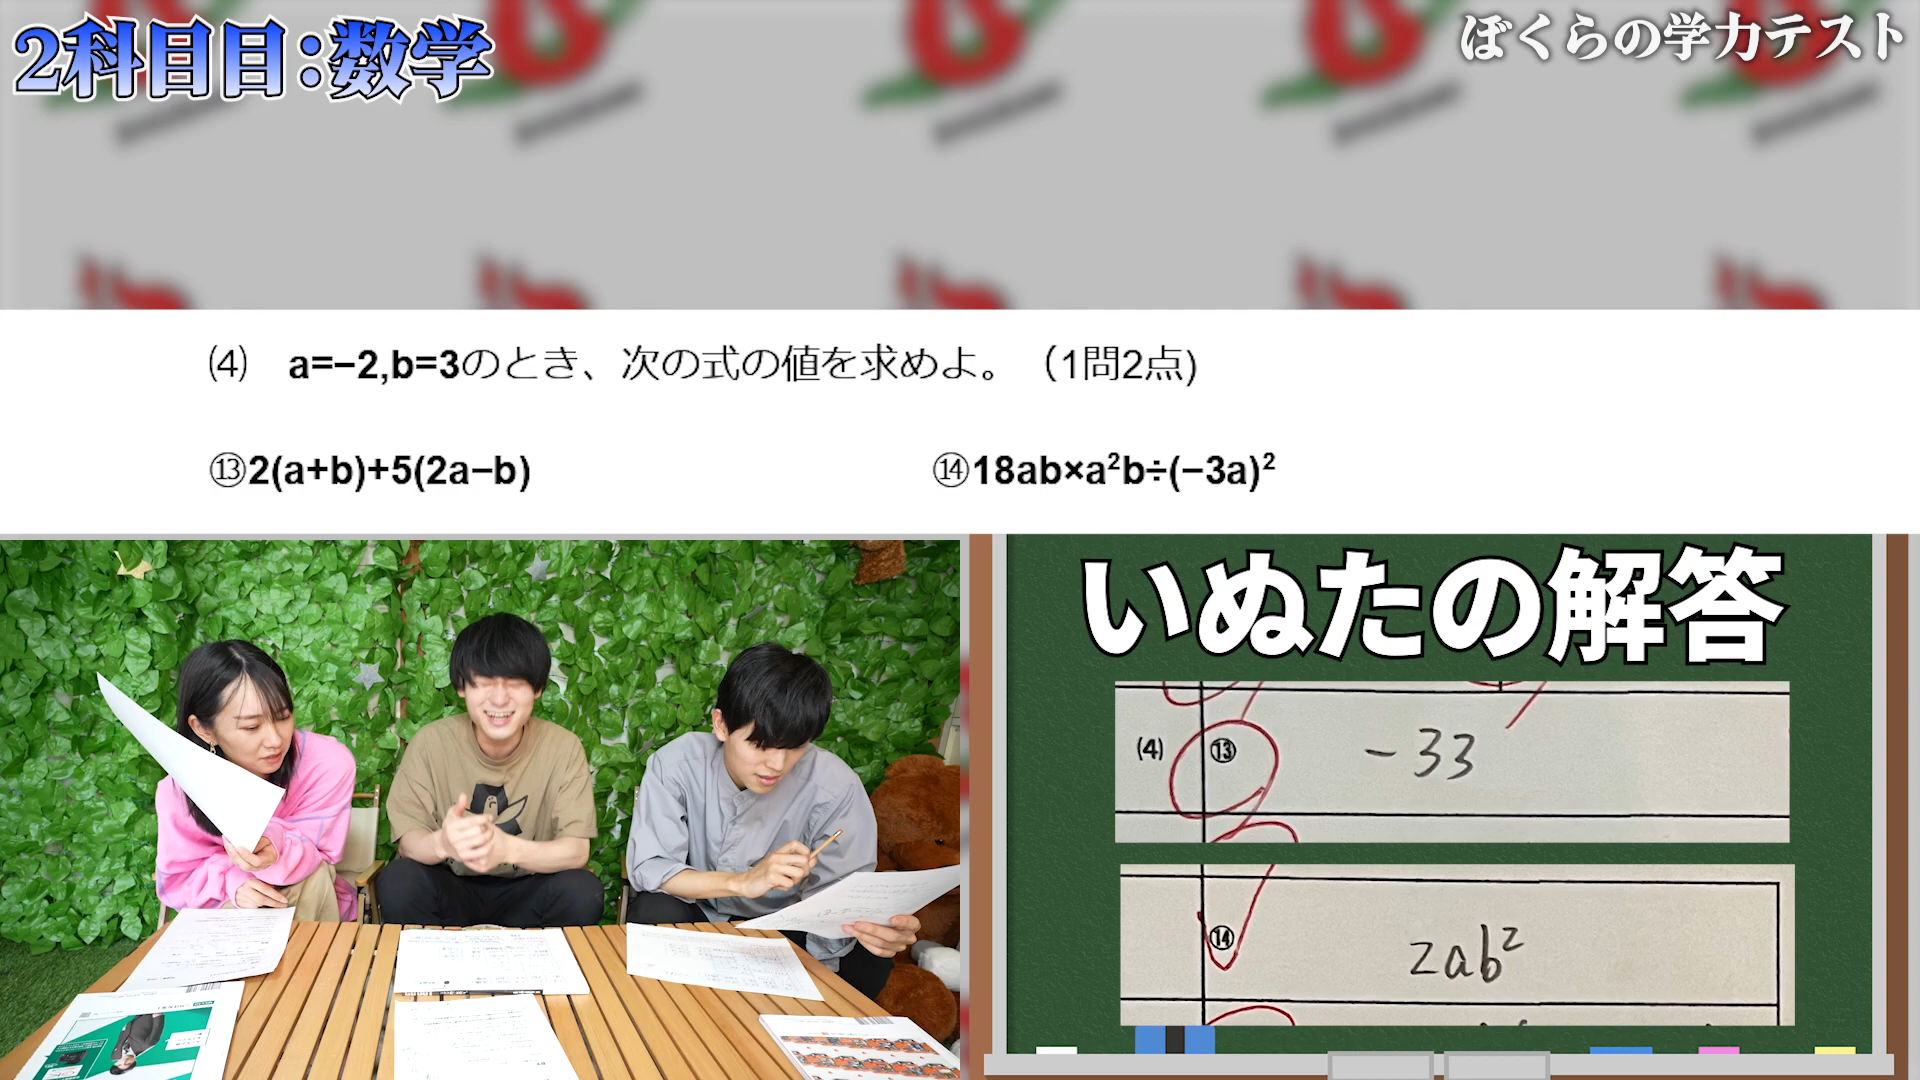 2科目目:数学
ぼくらの学力テスト
(4) a=−2,b=3のとき、次の式の値を求めよ。（1問2点)
⑬2(a+b)+5(2a−b)
⑭18ab×a²b÷(−3a)²
いぬたの解答
(4) ⑬ -33
⑭ 2ab²